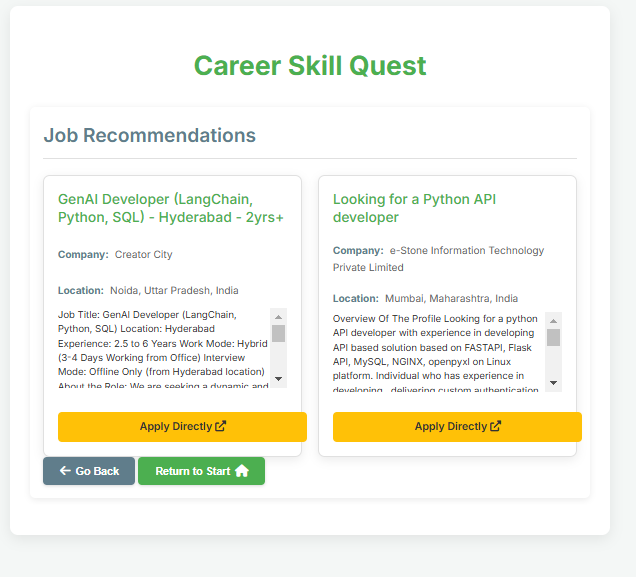 Career Skill Quest
Job Recommendations
GenAI Developer (LangChain,
Python, SQL) - Hyderabad - 2yrs+
Company: Creator City
Location: Noida, Uttar Pradesh, India
Job Title: GenAI Developer (LangChain,
Python, SQL) Location: Hyderabad
Experience: 2.5 to 6 Years Work Mode: Hybrid
(3-4 Days Working from Office) Interview
Mode: Offline Only (from Hyderabad location)
About the Role: We are seeking a dynamic and
Apply Directly
Looking for a Python API
developer
Company: e-Stone Information Technology
Private Limited
Location: Mumbai, Maharashtra, India
Overview Of The Profile Looking for a python
API developer with experience in developing
API based solution based on FASTAPI, Flask
API, MySQL, NGINX, openpyxl on Linux
platform. Individual who has experience in
developing , delivering custom authentication
Apply Directly
Go Back
Return to Start